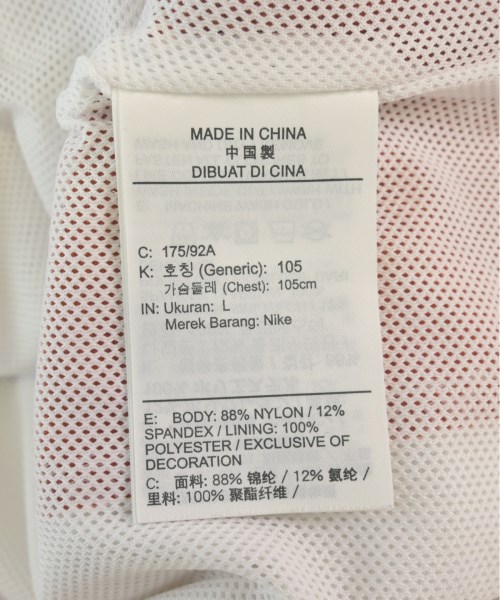 MADE IN CHINA
中国製
DIBUAT DI CINA
C: 175/92A
K: 호칭 (Generic): 105
가슴둘레 (Chest): 105cm
IN: Ukuran: L
Merek Barang: Nike
E: BODY: 88% NYLON / 12%
SPANDEX / LINING: 100%
POLYESTER / EXCLUSIVE OF
DECORATION
C: 面料: 88% 锦纶 / 12% 氨纶 /
里料: 100% 聚酯纤维 /